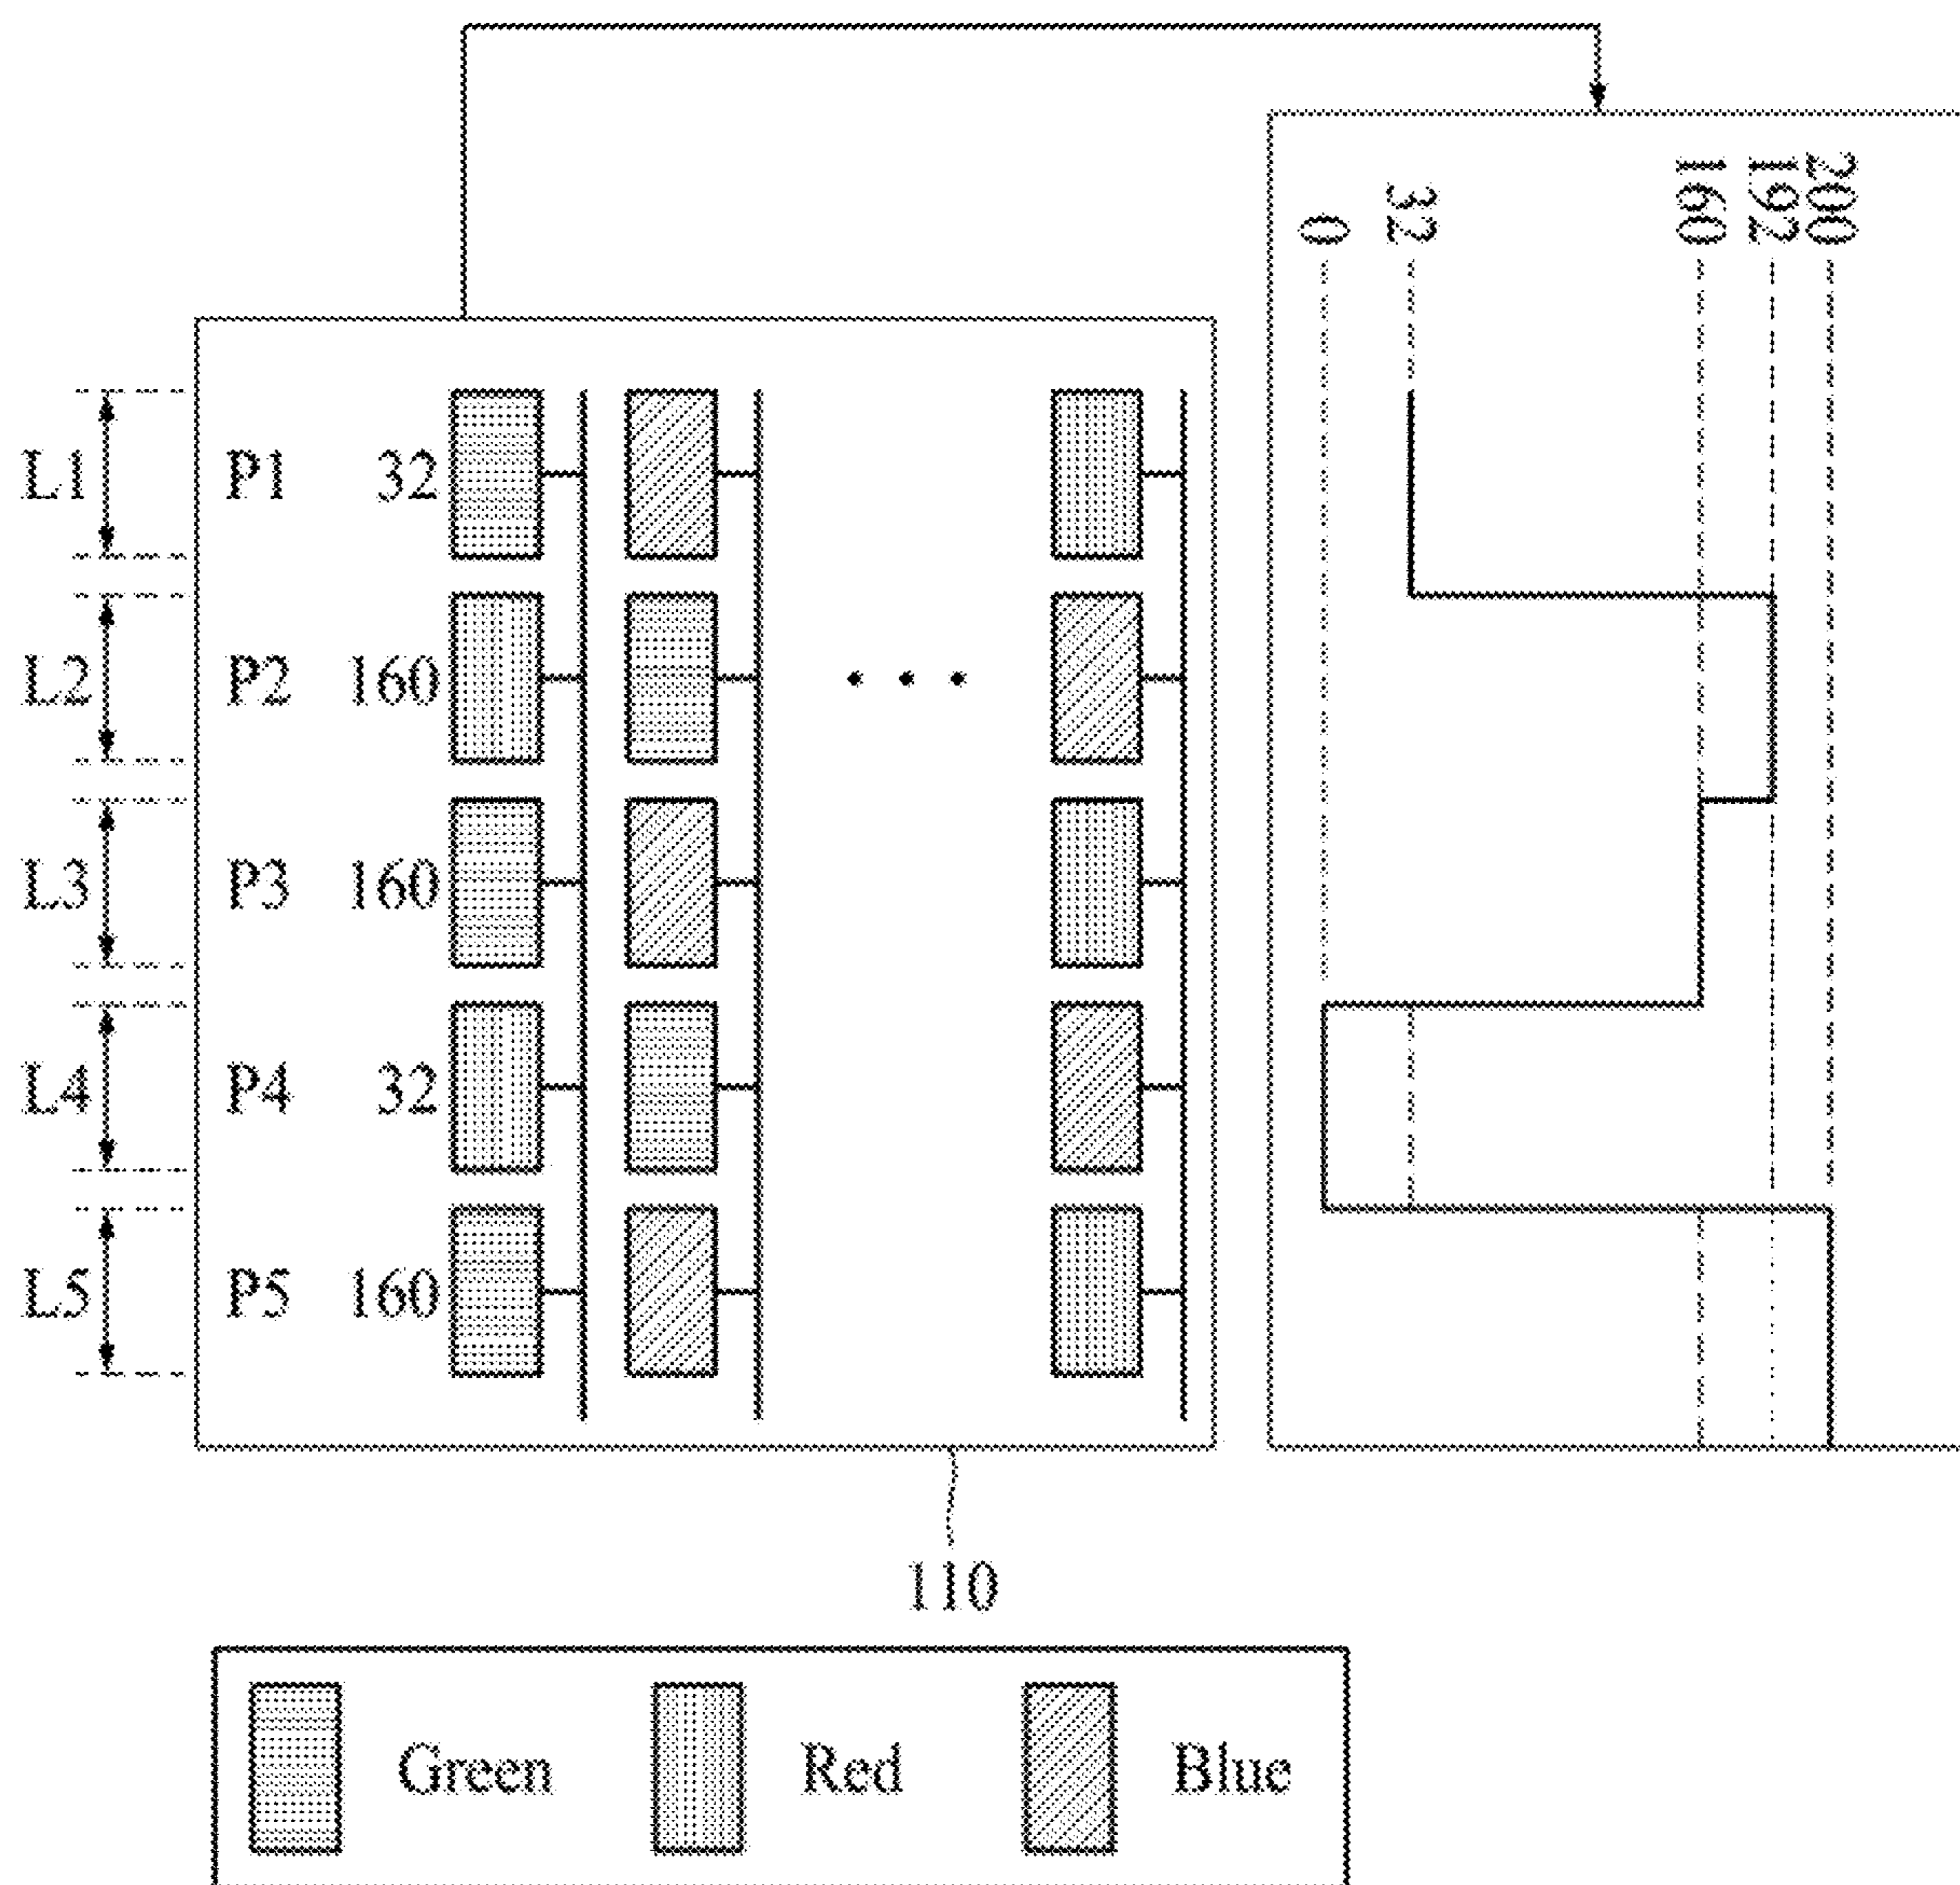 0
32
160
192
200
L1 P1 32
L2 P2 160
L3 P3 160
L4 P4 32
L5 P5 160
110
Green Red Blue